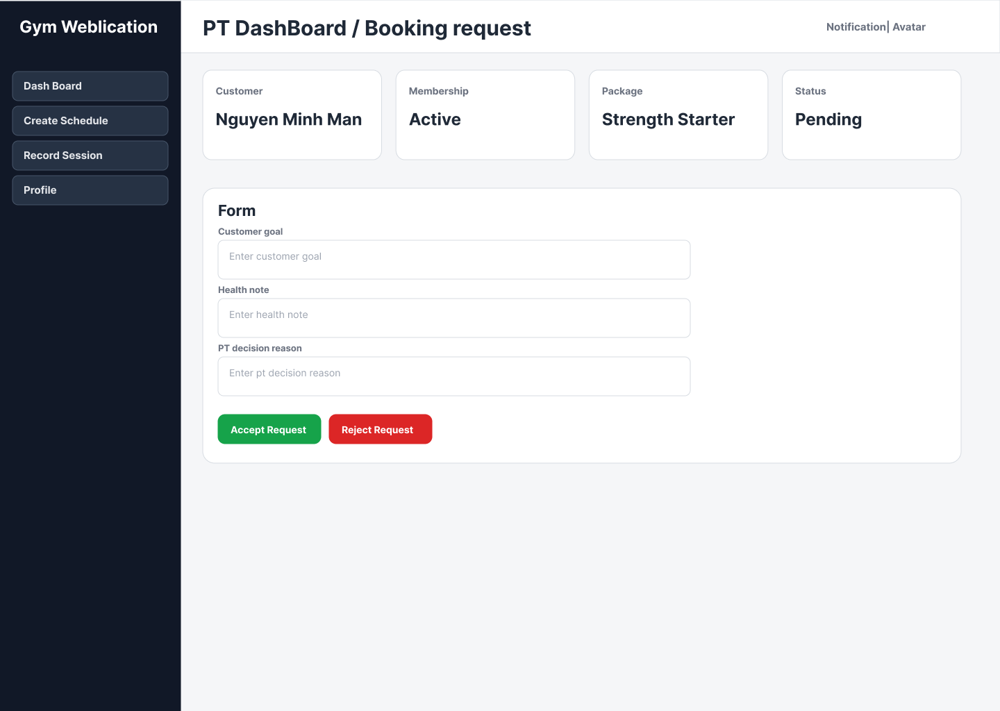 Gym Weblication
Dash Board
Create Schedule
Record Session
Profile
PT DashBoard / Booking request
Notification| Avatar
Customer
Nguyen Minh Man
Membership
Active
Package
Strength Starter
Status
Pending
Form
Customer goal
Enter customer goal
Health note
Enter health note
PT decision reason
Enter pt decision reason
Accept Request
Reject Request